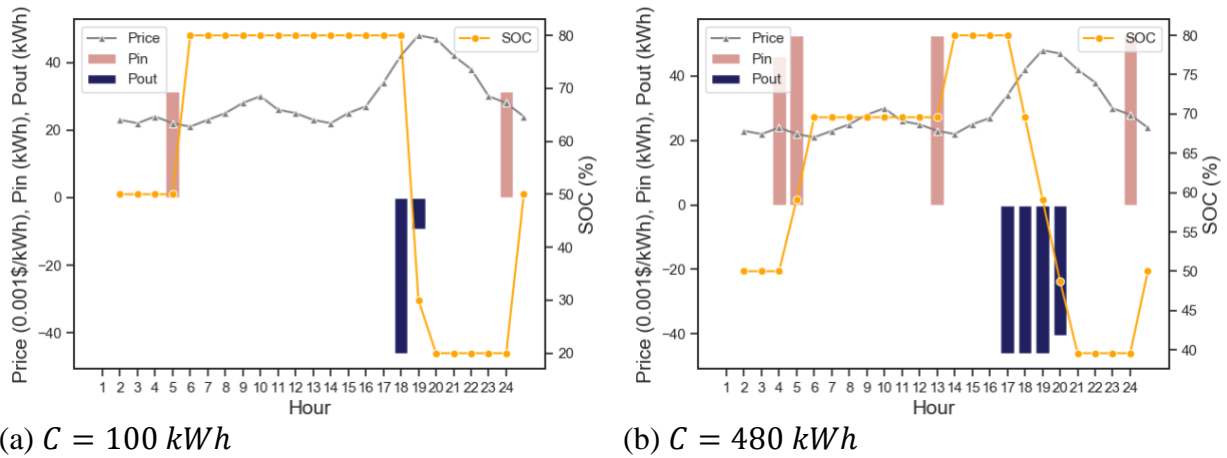 Price
Pin
Pout
SOC
40
20
0
−20
−40
80
70
60
50
40
30
20
Price (0.001$/kWh), Pin (kWh), Pout (kWh)
SOC (%)
1 2 3 4 5 6 7 8 9 10 11 12 13 14 15 16 17 18 19 20 21 22 23 24
Hour
(a) C = 100 kWh
Price
Pin
Pout
SOC
40
20
0
−20
−40
80
75
70
65
60
55
50
45
40
Price (0.001$/kWh), Pin (kWh), Pout (kWh)
SOC (%)
1 2 3 4 5 6 7 8 9 10 11 12 13 14 15 16 17 18 19 20 21 22 23 24
Hour
(b) C = 480 kWh